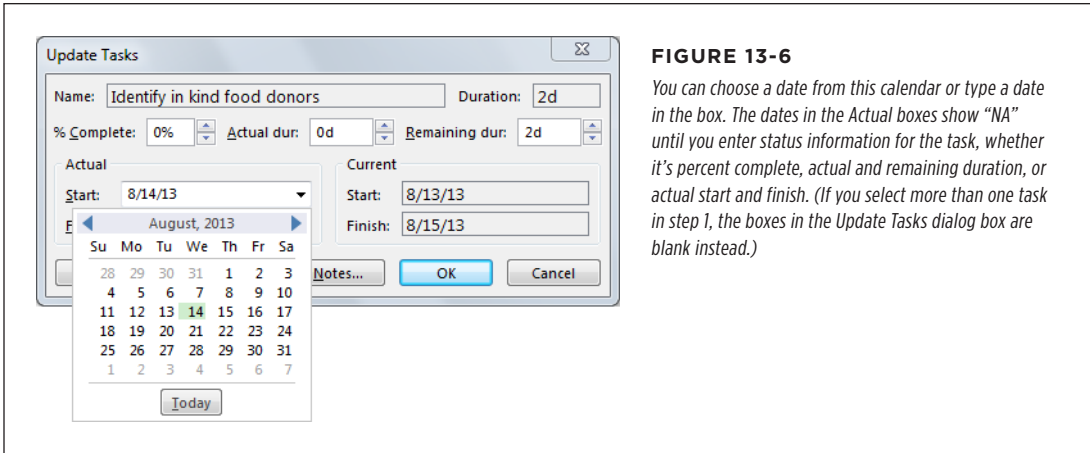 Update Tasks
Name: Identify in kind food donors Duration: 2d
% Complete: 0% Actual dur: 0d Remaining dur: 2d
Actual
Start: 8/14/13
F
August, 2013
Su Mo Tu We Th Fr Sa
28 29 30 31 1 2 3
4 5 6 7 8 9 10
11 12 13 14 15 16 17
18 19 20 21 22 23 24
25 26 27 28 29 30 31
1 2 3 4 5 6 7
Today
Current
Start: 8/13/13
Finish: 8/15/13
Notes... OK Cancel
FIGURE 13-6
You can choose a date from this calendar or type a date
in the box. The dates in the Actual boxes show “NA”
until you enter status information for the task, whether
it’s percent complete, actual and remaining duration, or
actual start and finish. (If you select more than one task
in step 1, the boxes in the Update Tasks dialog box are
blank instead.)